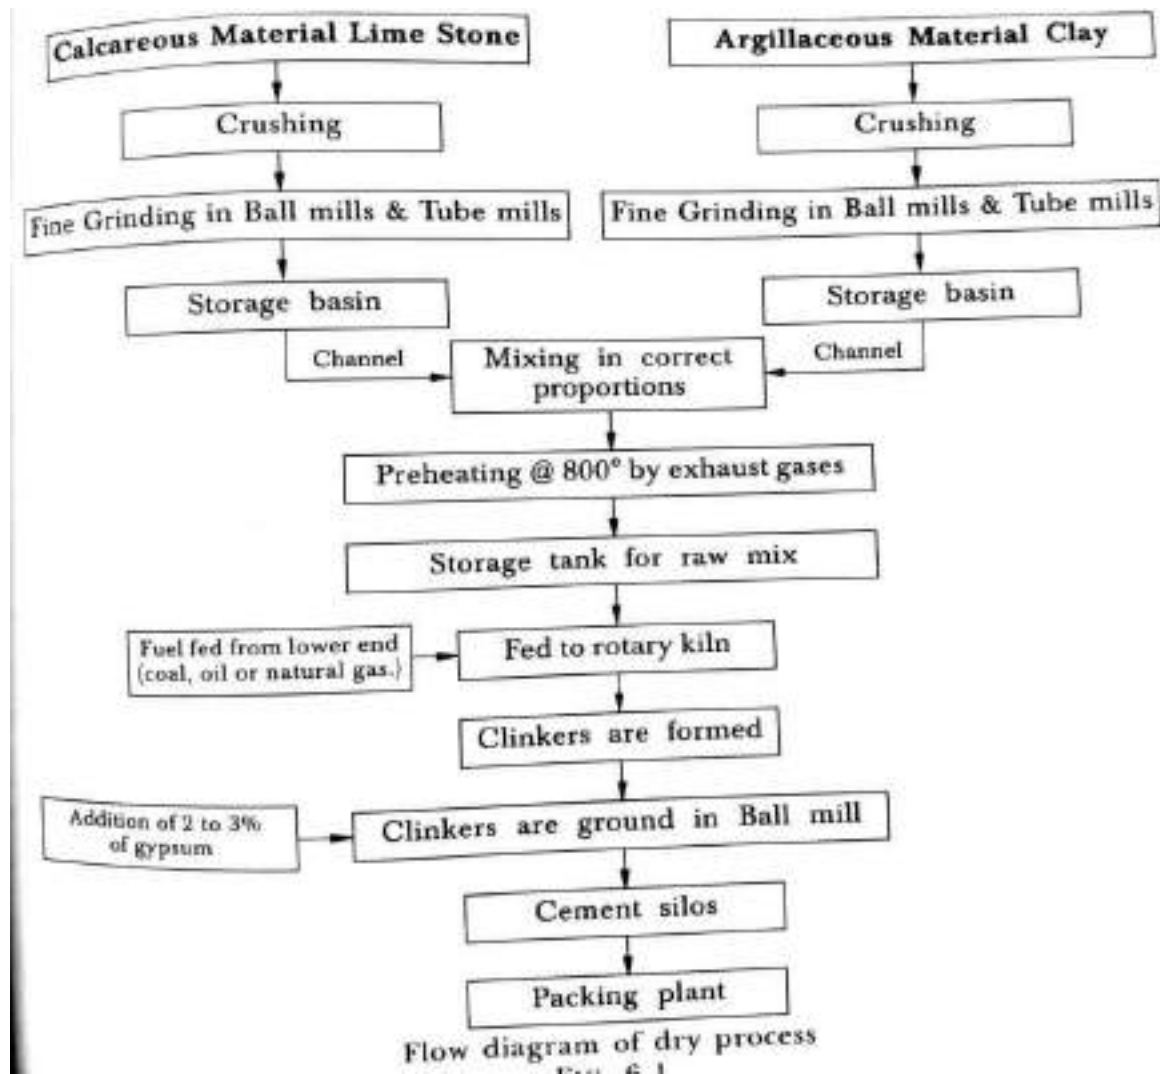 Calcareous Material Lime Stone
Argillaceous Material Clay
Crushing
Crushing
Fine Grinding in Ball mills & Tube mills
Fine Grinding in Ball mills & Tube mills
Storage basin
Storage basin
Channel
Channel
Mixing in correct
proportions
Preheating @ 800° by exhaust gases
Storage tank for raw mix
Fuel fed from lower end
(coal, oil or natural gas.)
Fed to rotary kiln
Clinkers are formed
Addition of 2 to 3%
of gypsum
Clinkers are ground in Ball mill
Cement silos
Packing plant
Flow diagram of dry process